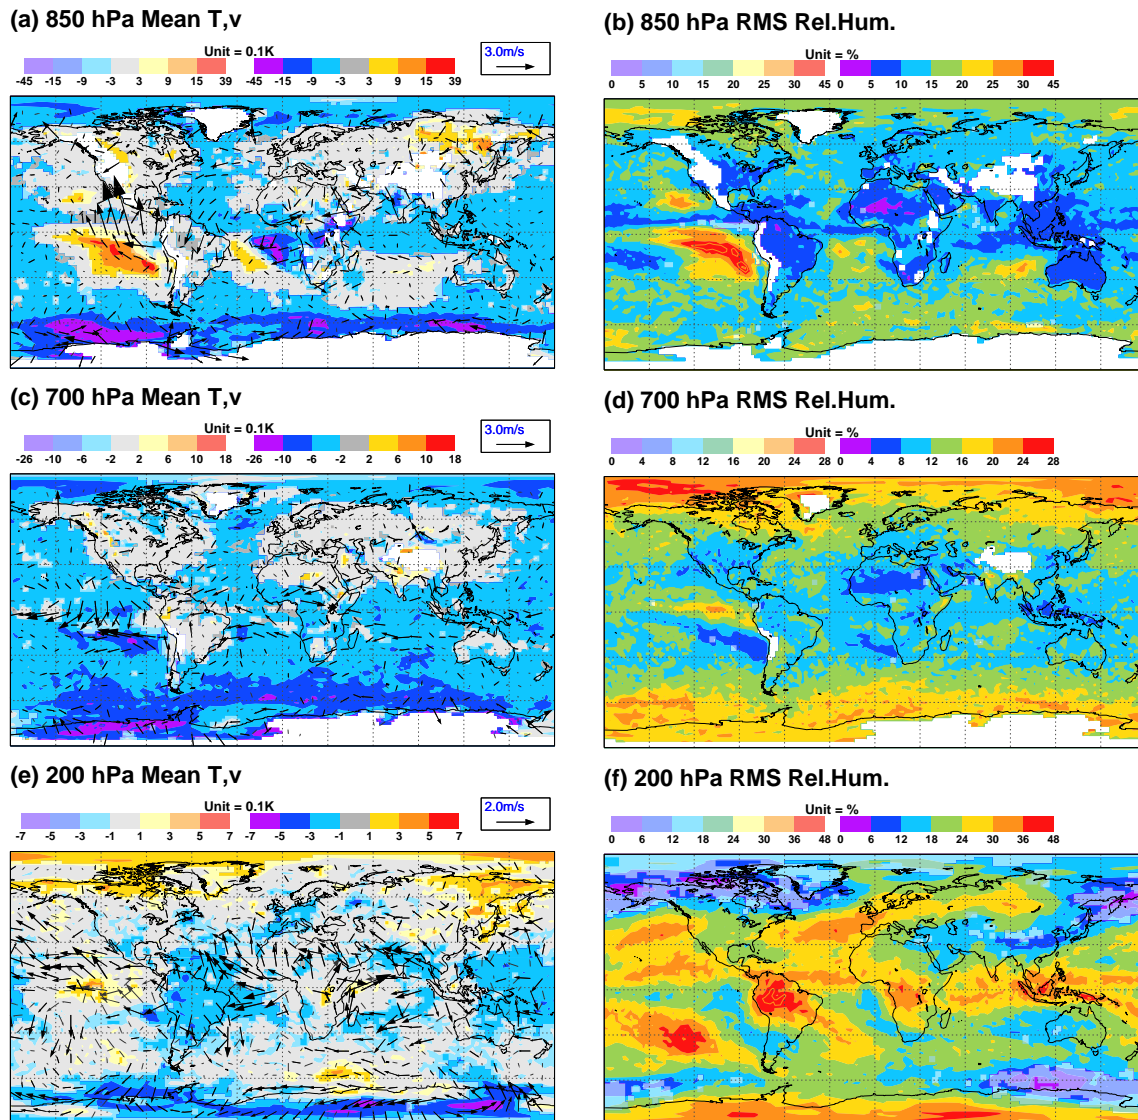 (a) 850 hPa Mean T,v
Unit = 0.1K
3.0m/s
-45 -15 -9 -3 3 9 15 39 -45 -15 -9 -3 3 9 15 39
(b) 850 hPa RMS Rel.Hum.
Unit = %
0 5 10 15 20 25 30 45 0 5 10 15 20 25 30 45
(c) 700 hPa Mean T,v
Unit = 0.1K
3.0m/s
-26 -10 -6 -2 2 6 10 18 -26 -10 -6 -2 2 6 10 18
(d) 700 hPa RMS Rel.Hum.
Unit = %
0 4 8 12 16 20 24 28 0 4 8 12 16 20 24 28
(e) 200 hPa Mean T,v
Unit = 0.1K
2.0m/s
-7 -5 -3 -1 1 3 5 7 -7 -5 -3 -1 1 3 5 7
(f) 200 hPa RMS Rel.Hum.
Unit = %
0 6 12 18 24 30 36 48 0 6 12 18 24 30 36 48